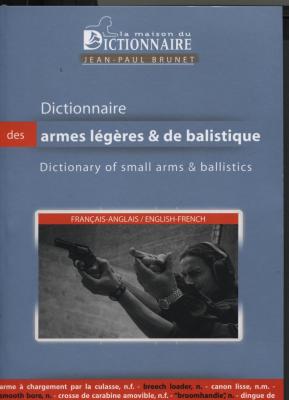 la maison du
DICTIONNAIRE
JEAN-PAUL BRUNET
Dictionnaire
des armes légères & de balistique
Dictionary of small arms & ballistics
FRANÇAIS-ANGLAIS / ENGLISH-FRENCH
arme à chargement par la culasse, n.f. - breech loader, n. - canon lisse, n.m. -
smooth bore, n. - crosse de carabine amovible, n.f. - "broomhandle", n. - dingue de